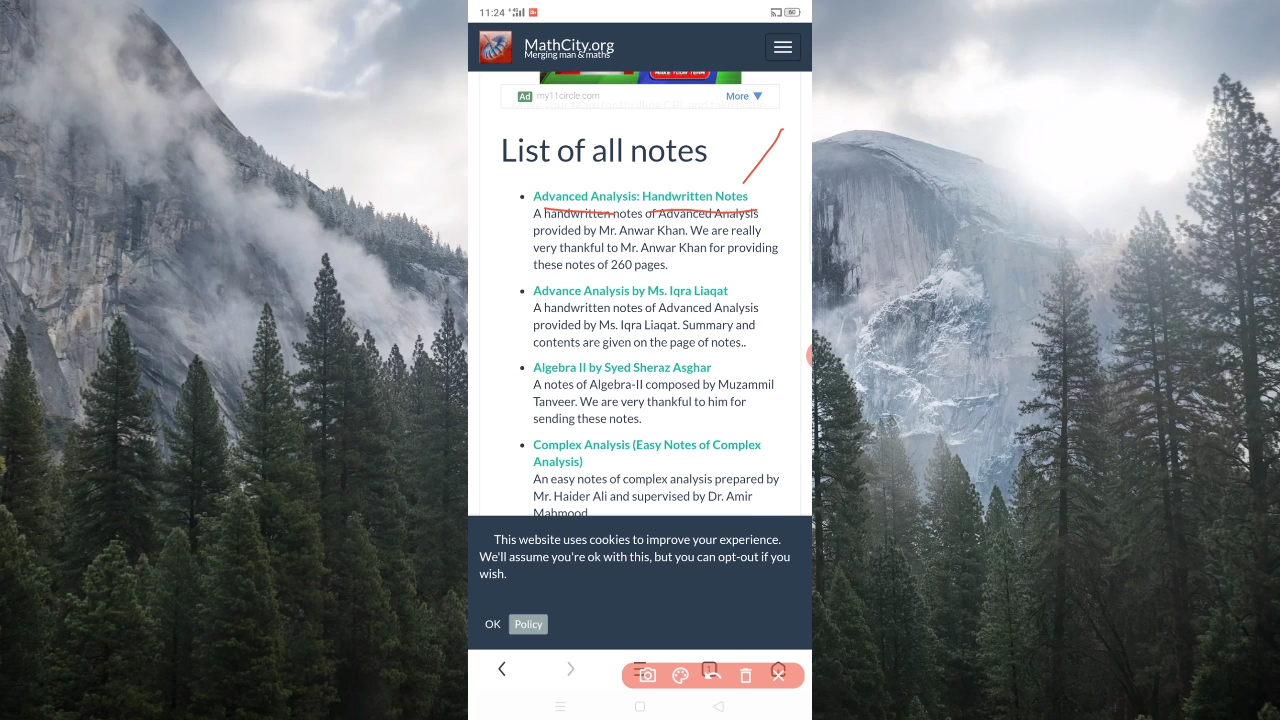 11:24 60
MathCity.org
Merging man & maths
Ad my11circle.com More
List of all notes
Advanced Analysis: Handwritten Notes
A handwritten notes of Advanced Analysis
provided by Mr. Anwar Khan. We are really
very thankful to Mr. Anwar Khan for providing
these notes of 260 pages.
Advance Analysis by Ms. Iqra Liaqat
A handwritten notes of Advanced Analysis
provided by Ms. Iqra Liaqat. Summary and
contents are given on the page of notes..
Algebra II by Syed Sheraz Asghar
A notes of Algebra-II composed by Muzammil
Tanveer. We are very thankful to him for
sending these notes.
Complex Analysis (Easy Notes of Complex
Analysis)
An easy notes of complex analysis prepared by
Mr. Haider Ali and supervised by Dr. Amir
Mahmood
This website uses cookies to improve your experience.
We'll assume you're ok with this, but you can opt-out if you
wish.
OK Policy